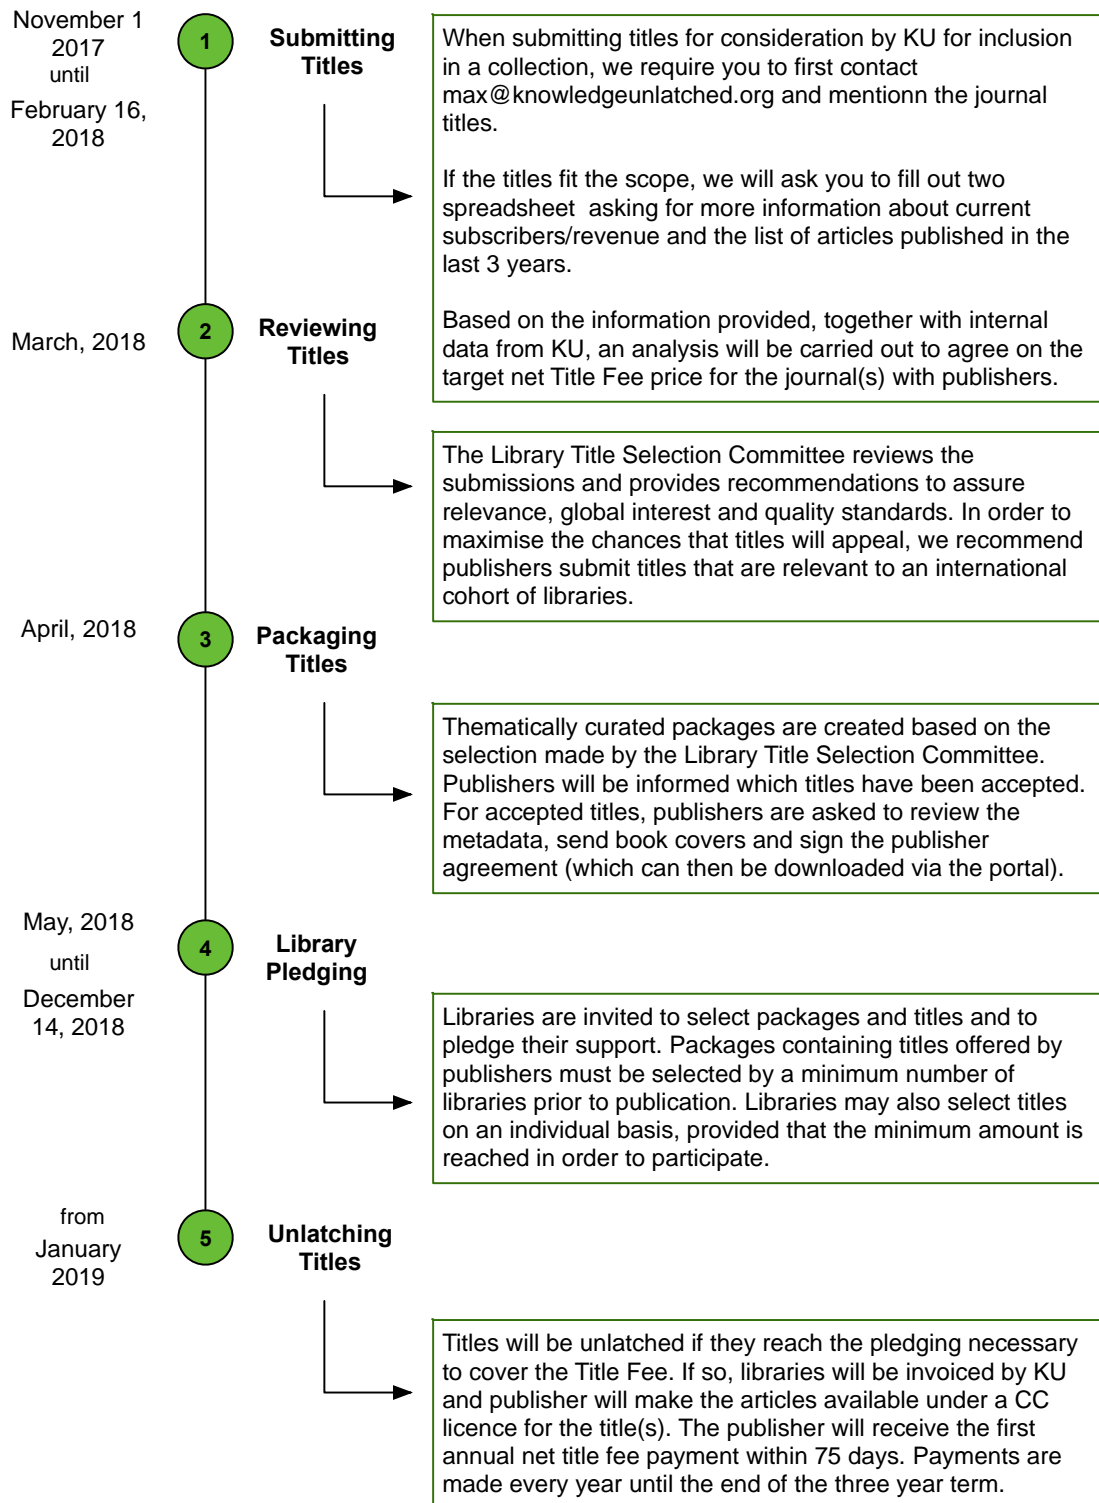 November 1
2017
until
February 16,
2018
1
Submitting
Titles
When submitting titles for consideration by KU for inclusion
in a collection, we require you to first contact
max@knowledgeunlatched.org and mentionn the journal
titles.
If the titles fit the scope, we will ask you to fill out two
spreadsheet  asking for more information about current
subscribers/revenue and the list of articles published in the
last 3 years.
Based on the information provided, together with internal
data from KU, an analysis will be carried out to agree on the
target net Title Fee price for the journal(s) with publishers.
March, 2018
2
Reviewing
Titles
The Library Title Selection Committee reviews the
submissions and provides recommendations to assure
relevance, global interest and quality standards. In order to
maximise the chances that titles will appeal, we recommend
publishers submit titles that are relevant to an international
cohort of libraries.
April, 2018
3
Packaging
Titles
Thematically curated packages are created based on the
selection made by the Library Title Selection Committee.
Publishers will be informed which titles have been accepted.
For accepted titles, publishers are asked to review the
metadata, send book covers and sign the publisher
agreement (which can then be downloaded via the portal).
May, 2018
until
December
14, 2018
4
Library
Pledging
Libraries are invited to select packages and titles and to
pledge their support. Packages containing titles offered by
publishers must be selected by a minimum number of
libraries prior to publication. Libraries may also select titles
on an individual basis, provided that the minimum amount is
reached in order to participate.
from
January
2019
5
Unlatching
Titles
Titles will be unlatched if they reach the pledging necessary
to cover the Title Fee. If so, libraries will be invoiced by KU
and publisher will make the articles available under a CC
licence for the title(s). The publisher will receive the first
annual net title fee payment within 75 days. Payments are
made every year until the end of the three year term.